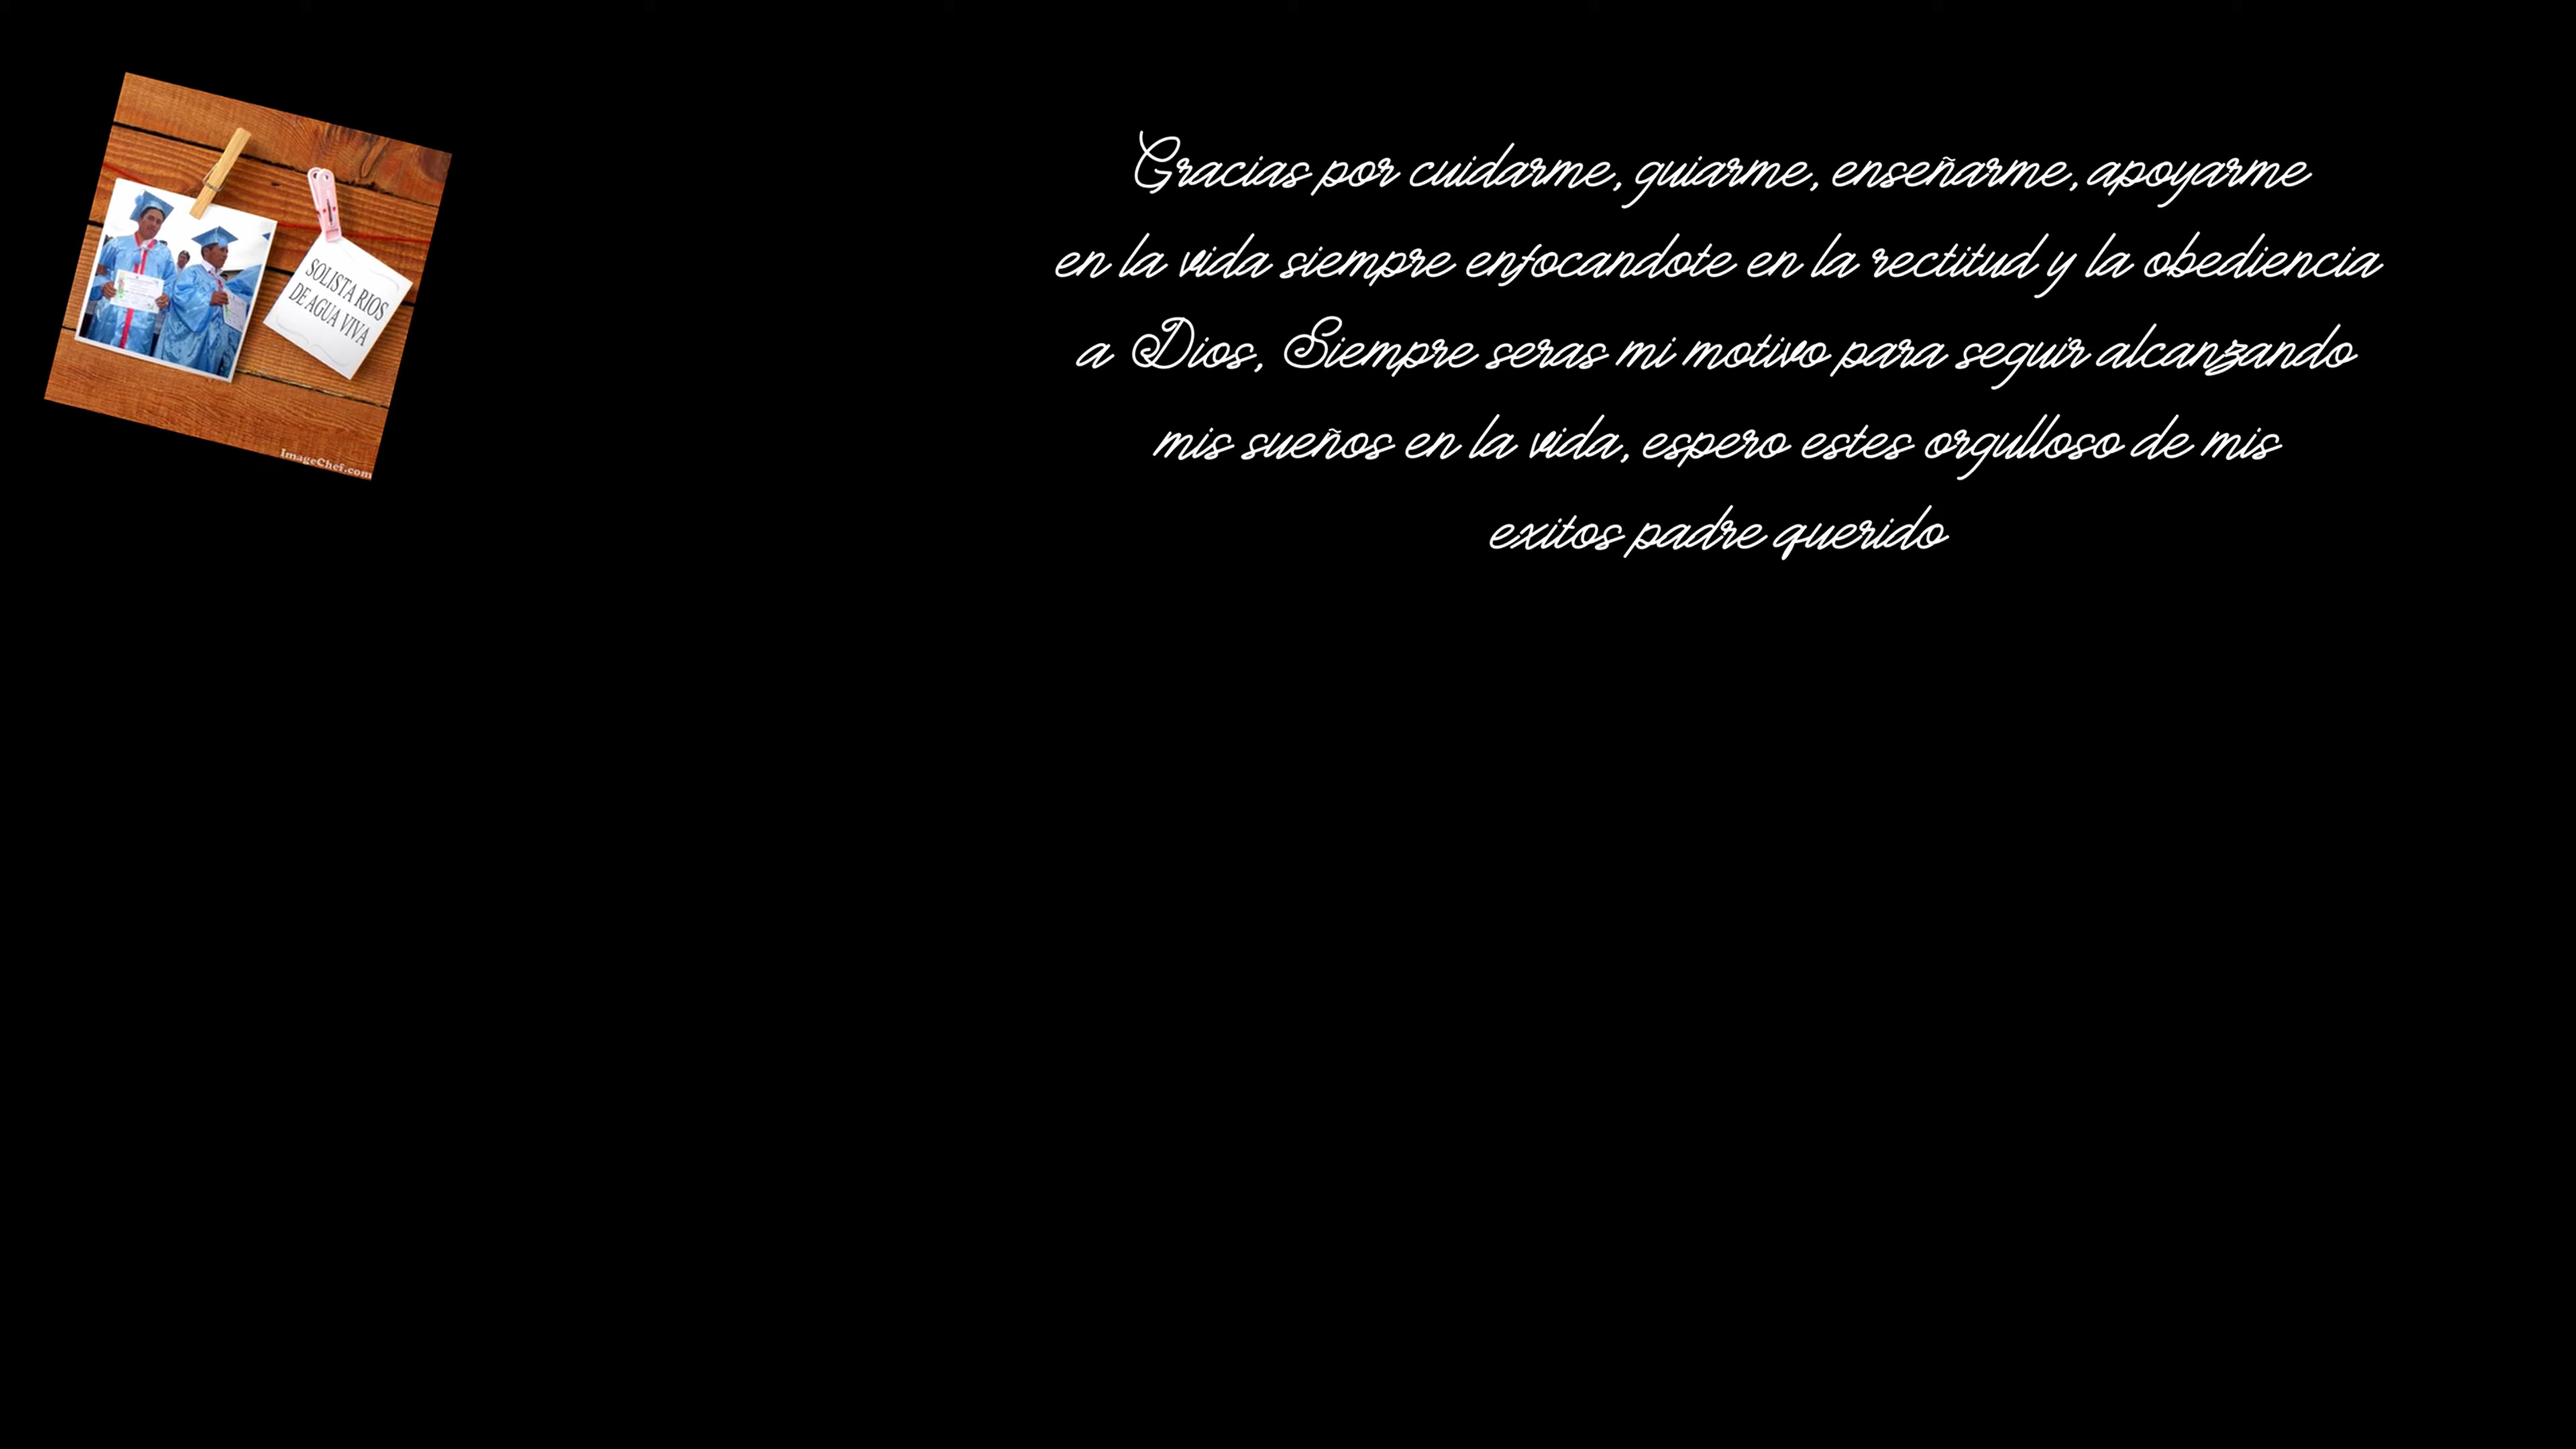 SOLISTA RIOS
DE AGUA VIVA
ImageChef.com
Gracias por cuidarme, guiarme, enseñarme, apoyarme
en la vida siempre enfocandote en la rectitud y la obediencia
a Dios, Siempre seras mi motivo para seguir alcanzando
mis sueños en la vida, espero estes orgulloso de mis
exitos padre querido